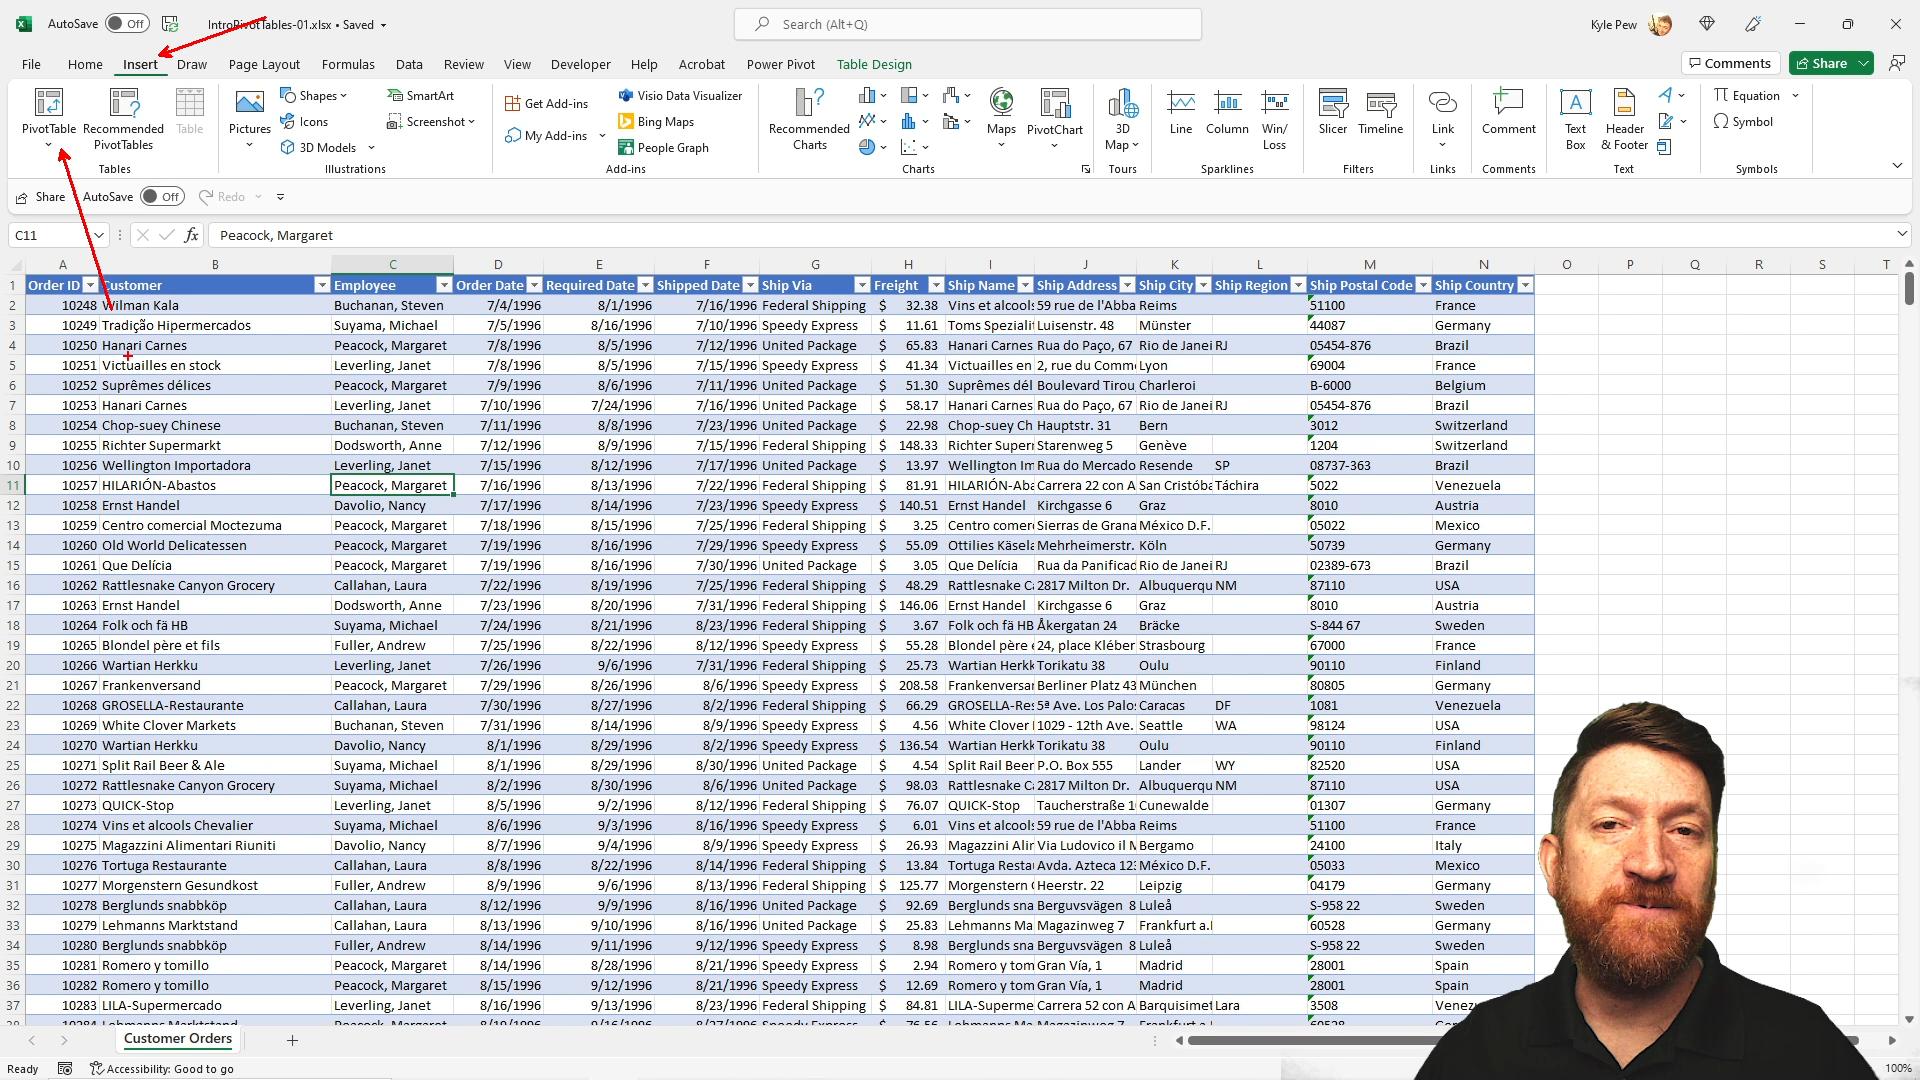 AutoSave Off IntroPivotTables-01.xlsx • Saved Search (Alt+Q) Kyle Pew
File Home Insert Draw Page Layout Formulas Data Review View Developer Help Acrobat Power Pivot Table Design Comments Share
PivotTable Recommended PivotTables Table
Tables
Pictures Shapes Icons 3D Models SmartArt Screenshot
Illustrations
Get Add-ins My Add-ins Visio Data Visualizer Bing Maps People Graph
Add-ins
Recommended Charts Maps PivotChart
Charts
3D Map
Tours
Line Column Win/Loss
Sparklines
Slicer Timeline
Filters
Link
Links
Comment
Comments
Text Box Header & Footer
Text
Equation Symbol
Symbols
Share AutoSave Off Redo
C11 fx Peacock, Margaret
A B C D E F G H I J K L M N O P Q R S T
1 Order ID Customer Employee Order Date Required Date Shipped Date Ship Via Freight Ship Name Ship Address Ship City Ship Region Ship Postal Code Ship Country
2 10248 Wilman Kala Buchanan, Steven 7/4/1996 8/1/1996 7/16/1996 Federal Shipping $ 32.38 Vins et alcools 59 rue de l'Abba Reims 51100 France
3 10249 Tradição Hipermercados Suyama, Michael 7/5/1996 8/16/1996 7/10/1996 Speedy Express $ 11.61 Toms Speziali Luisenstr. 48 Münster 44087 Germany
4 10250 Hanari Carnes Peacock, Margaret 7/8/1996 8/5/1996 7/12/1996 United Package $ 65.83 Hanari Carnes Rua do Paço, 67 Rio de Janei RJ 05454-876 Brazil
5 10251 Victuailles en stock Leverling, Janet 7/8/1996 8/5/1996 7/15/1996 Speedy Express $ 41.34 Victuailles en 2, rue du Comm Lyon 69004 France
6 10252 Suprêmes délices Peacock, Margaret 7/9/1996 8/6/1996 7/11/1996 United Package $ 51.30 Suprêmes dél Boulevard Tirou Charleroi B-6000 Belgium
7 10253 Hanari Carnes Leverling, Janet 7/10/1996 7/24/1996 7/16/1996 United Package $ 58.17 Hanari Carnes Rua do Paço, 67 Rio de Janei RJ 05454-876 Brazil
8 10254 Chop-suey Chinese Buchanan, Steven 7/11/1996 8/8/1996 7/23/1996 United Package $ 22.98 Chop-suey Ch Hauptstr. 31 Bern 3012 Switzerland
9 10255 Richter Supermarkt Dodsworth, Anne 7/12/1996 8/9/1996 7/15/1996 Federal Shipping $ 148.33 Richter Super Starenweg 5 Genève 1204 Switzerland
10 10256 Wellington Importadora Leverling, Janet 7/15/1996 8/12/1996 7/17/1996 United Package $ 13.97 Wellington Im Rua do Mercado Resende SP 08737-363 Brazil
11 10257 HILARIÓN-Abastos Peacock, Margaret 7/16/1996 8/13/1996 7/22/1996 Federal Shipping $ 81.91 HILARIÓN-Aba Carrera 22 con A San Cristóba Táchira 5022 Venezuela
12 10258 Ernst Handel Davolio, Nancy 7/17/1996 8/14/1996 7/23/1996 Speedy Express $ 140.51 Ernst Handel Kirchgasse 6 Graz 8010 Austria
13 10259 Centro comercial Moctezuma Peacock, Margaret 7/18/1996 8/15/1996 7/25/1996 Federal Shipping $ 3.25 Centro comer Sierras de Grana México D.F. 05022 Mexico
14 10260 Old World Delicatessen Peacock, Margaret 7/19/1996 8/16/1996 7/29/1996 Speedy Express $ 55.09 Ottilies Käsela Mehrheimerstr. Köln 50739 Germany
15 10261 Que Delícia Peacock, Margaret 7/19/1996 8/16/1996 7/30/1996 United Package $ 3.05 Que Delícia Rua da Panificad Rio de Janei RJ 02389-673 Brazil
16 10262 Rattlesnake Canyon Grocery Callahan, Laura 7/22/1996 8/19/1996 7/25/1996 Federal Shipping $ 48.29 Rattlesnake C 2817 Milton Dr. Albuquerqu NM 87110 USA
17 10263 Ernst Handel Dodsworth, Anne 7/23/1996 8/20/1996 7/31/1996 Federal Shipping $ 146.06 Ernst Handel Kirchgasse 6 Graz 8010 Austria
18 10264 Folk och fä HB Suyama, Michael 7/24/1996 8/21/1996 8/23/1996 Federal Shipping $ 3.67 Folk och fä HB Åkergatan 24 Bräcke S-844 67 Sweden
19 10265 Blondel père et fils Fuller, Andrew 7/25/1996 8/22/1996 8/12/1996 Speedy Express $ 55.28 Blondel père e 24, place Kléber Strasbourg 67000 France
20 10266 Wartian Herkku Leverling, Janet 7/26/1996 9/6/1996 7/31/1996 Federal Shipping $ 25.73 Wartian Herkk Torikatu 38 Oulu 90110 Finland
21 10267 Frankenversand Peacock, Margaret 7/29/1996 8/26/1996 8/6/1996 Speedy Express $ 208.58 Frankenversa Berliner Platz 43 München 80805 Germany
22 10268 GROSELLA-Restaurante Callahan, Laura 7/30/1996 8/27/1996 8/2/1996 Federal Shipping $ 66.29 GROSELLA-Res 5ª Ave. Los Palo Caracas DF 1081 Venezuela
23 10269 White Clover Markets Buchanan, Steven 7/31/1996 8/14/1996 8/9/1996 Speedy Express $ 4.56 White Clover 1029 - 12th Ave. Seattle WA 98124 USA
24 10270 Wartian Herkku Davolio, Nancy 8/1/1996 8/29/1996 8/2/1996 Speedy Express $ 136.54 Wartian Herkk Torikatu 38 Oulu 90110 Finland
25 10271 Split Rail Beer & Ale Suyama, Michael 8/1/1996 8/29/1996 8/30/1996 United Package $ 4.54 Split Rail Beer P.O. Box 555 Lander WY 82520 USA
26 10272 Rattlesnake Canyon Grocery Suyama, Michael 8/2/1996 8/30/1996 8/6/1996 United Package $ 98.03 Rattlesnake C 2817 Milton Dr. Albuquerqu NM 87110 USA
27 10273 QUICK-Stop Leverling, Janet 8/5/1996 9/2/1996 8/12/1996 Federal Shipping $ 76.07 QUICK-Stop Taucherstraße 1 Cunewalde 01307 Germany
28 10274 Vins et alcools Chevalier Suyama, Michael 8/6/1996 9/3/1996 8/16/1996 Speedy Express $ 6.01 Vins et alcools 59 rue de l'Abba Reims 51100 France
29 10275 Magazzini Alimentari Riuniti Davolio, Nancy 8/7/1996 9/4/1996 8/9/1996 Speedy Express $ 26.93 Magazzini Alin Via Ludovico il M Bergamo 24100 Italy
30 10276 Tortuga Restaurante Callahan, Laura 8/8/1996 8/22/1996 8/14/1996 Federal Shipping $ 13.84 Tortuga Resta Avda. Azteca 123 México D.F. 05033 Mexico
31 10277 Morgenstern Gesundkost Fuller, Andrew 8/9/1996 9/6/1996 8/13/1996 Federal Shipping $ 125.77 Morgenstern Heerstr. 22 Leipzig 04179 Germany
32 10278 Berglunds snabbköp Callahan, Laura 8/12/1996 9/9/1996 8/16/1996 United Package $ 92.69 Berglunds sna Berguvsvägen 8 Luleå S-958 22 Sweden
33 10279 Lehmanns Marktstand Callahan, Laura 8/13/1996 9/10/1996 8/16/1996 United Package $ 25.83 Lehmanns Ma Magazinweg 7 Frankfurt a. 60528 Germany
34 10280 Berglunds snabbköp Fuller, Andrew 8/14/1996 9/11/1996 9/12/1996 Speedy Express $ 8.98 Berglunds sna Berguvsvägen 8 Luleå S-958 22 Sweden
35 10281 Romero y tomillo Peacock, Margaret 8/14/1996 8/28/1996 8/21/1996 Speedy Express $ 2.94 Romero y tom Gran Vía, 1 Madrid 28001 Spain
36 10282 Romero y tomillo Peacock, Margaret 8/15/1996 9/12/1996 8/21/1996 Speedy Express $ 12.69 Romero y tom Gran Vía, 1 Madrid 28001 Spain
37 10283 LILA-Supermercado Leverling, Janet 8/16/1996 9/13/1996 8/23/1996 Federal Shipping $ 84.81 LILA-Superme Carrera 52 con A Barquisimet Lara 3508 Venez
Customer Orders
Ready Accessibility: Good to go 100%